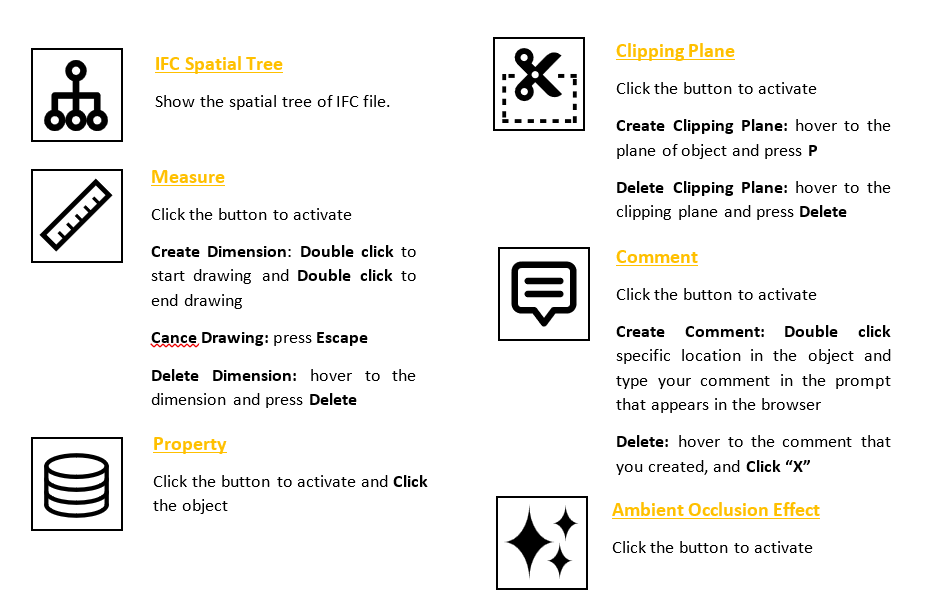 IFC Spatial Tree
Show the spatial tree of IFC file.
Measure
Click the button to activate
Create Dimension: Double click to
start drawing and Double click to
end drawing
Cance Drawing: press Escape
Delete Dimension: hover to the
dimension and press Delete
Property
Click the button to activate and Click
the object
Clipping Plane
Click the button to activate
Create Clipping Plane: hover to the
plane of object and press P
Delete Clipping Plane: hover to the
clipping plane and press Delete
Comment
Click the button to activate
Create Comment: Double click
specific location in the object and
type your comment in the prompt
that appears in the browser
Delete: hover to the comment that
you created, and Click “X”
Ambient Occlusion Effect
Click the button to activate